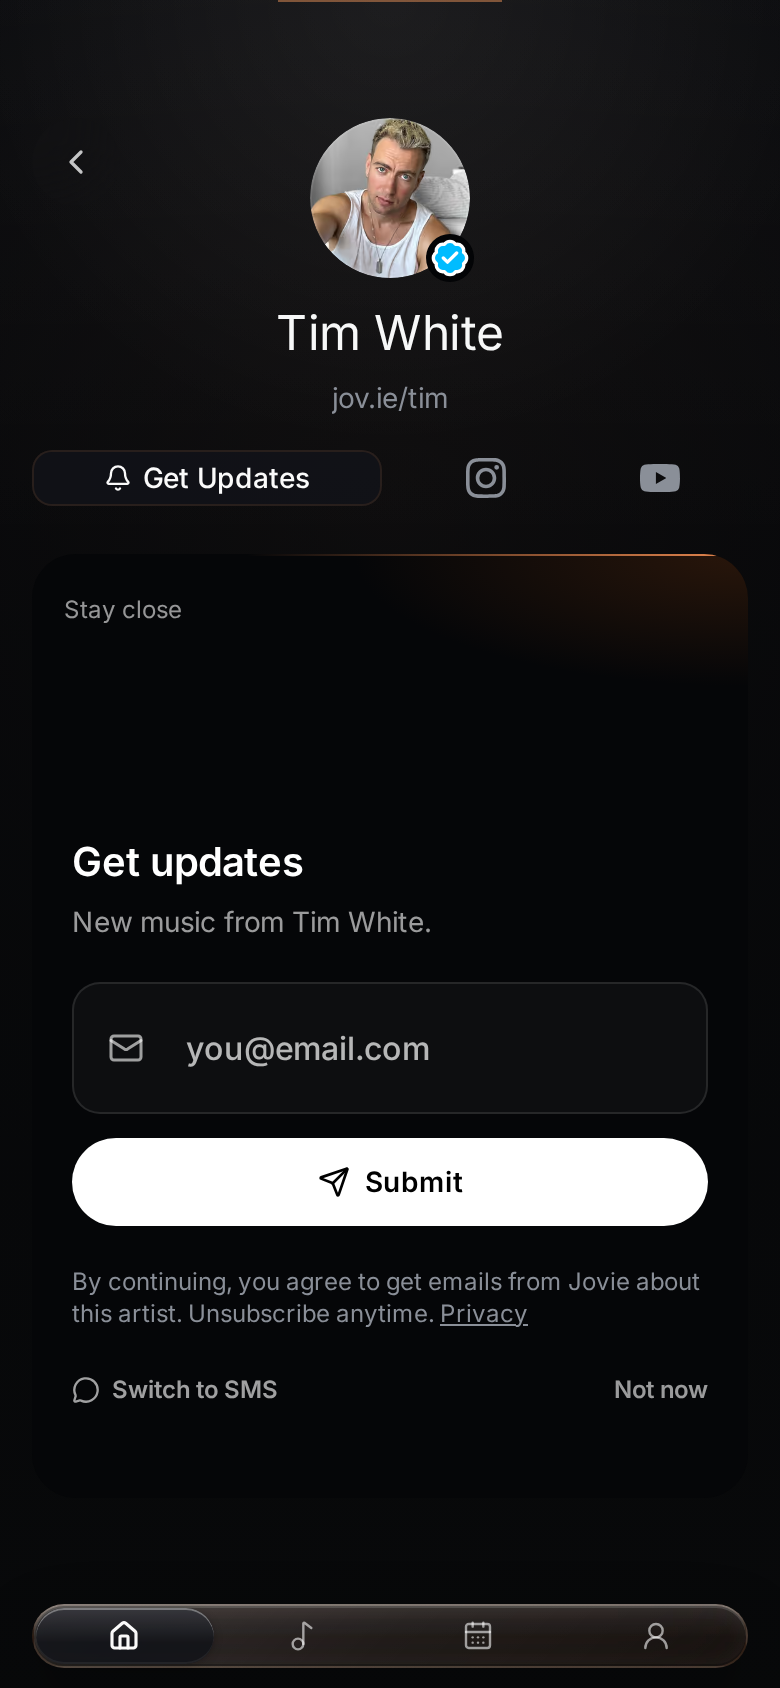 Tim White
jov.ie/tim
Get Updates
Stay close
Get updates
New music from Tim White.
you@email.com
Submit
By continuing, you agree to get emails from Jovie about
this artist. Unsubscribe anytime. Privacy
Switch to SMS
Not now